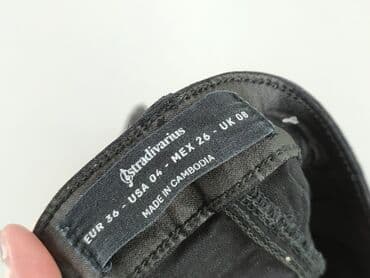 stradivarius
EUR 36 - USA 04 - MEX 26 - UK 08
MADE IN CAMBODIA